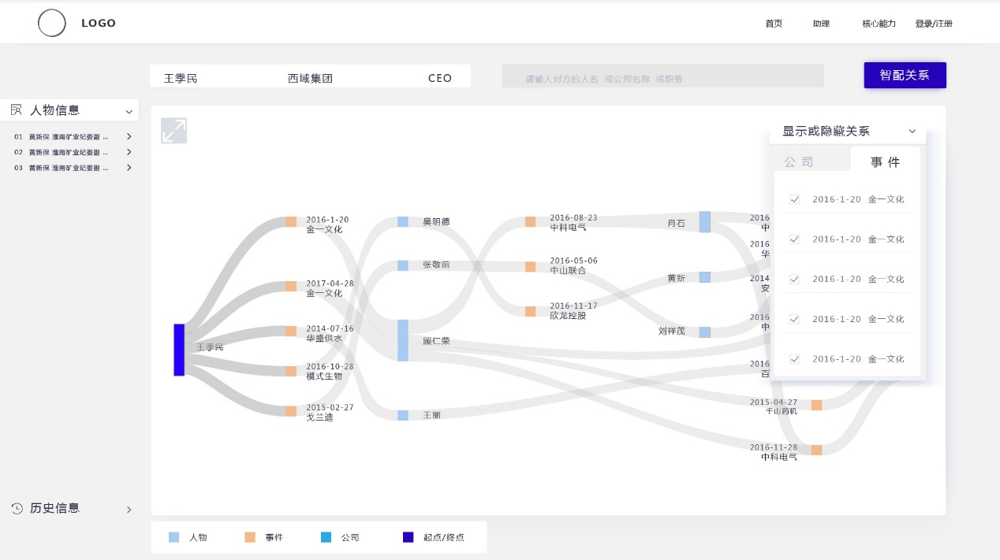 LOGO
首页 助理 核心能力 登录/注册
王季民 西域集团 CEO
请输入对方的人名 或公司名称 或职务
智配关系
人物信息
01 黄新保 淮南矿业纪委副 ...
02 黄新保 淮南矿业纪委副 ...
03 黄新保 淮南矿业纪委副 ...
历史信息
显示或隐藏关系
公司 事件
2016-1-20 金一文化
2016-1-20 金一文化
2016-1-20 金一文化
2016-1-20 金一文化
2016-1-20 金一文化
王季民
2016-1-20
金一文化
2017-04-28
金一文化
2014-07-16
华盛供水
2016-10-28
模式生物
2015-02-27
戈兰迪
吴明德
张敬前
顾仁荣
王丽
2016-08-23
中科电气
2016-05-06
中山联合
2016-11-17
欣龙控股
肖石
黄新
刘祥茂
2016
中
2016
华
2014
安
2016
中
2016
百
2015-04-27
千山药机
2016-11-28
中科电气
人物 事件 公司 起点/终点